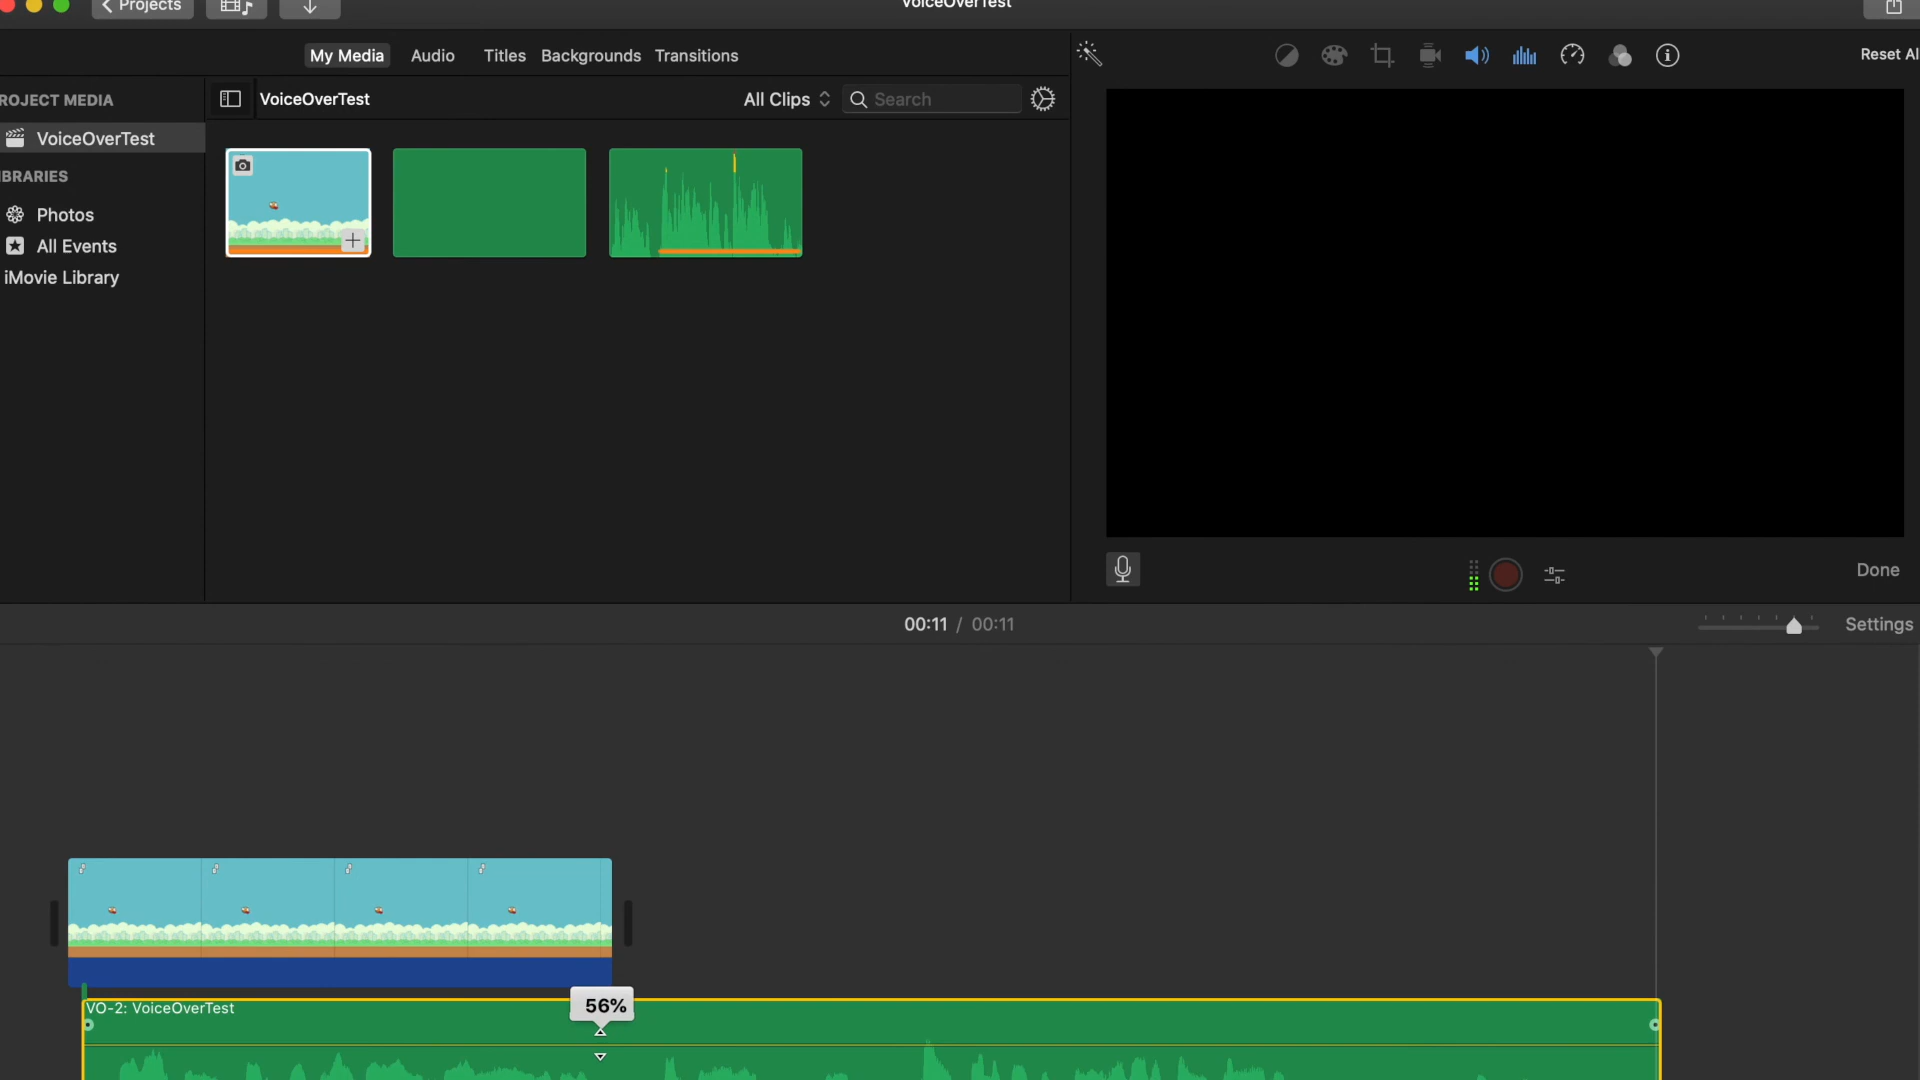 Projects
VoiceOverTest
My Media
Audio
Titles
Backgrounds
Transitions
Reset Al
ROJECT MEDIA
VoiceOverTest
All Clips
Search
VoiceOverTest
IBRARIES
Photos
All Events
iMovie Library
Done
00:11 / 00:11
Settings
VO-2: VoiceOverTest
56%